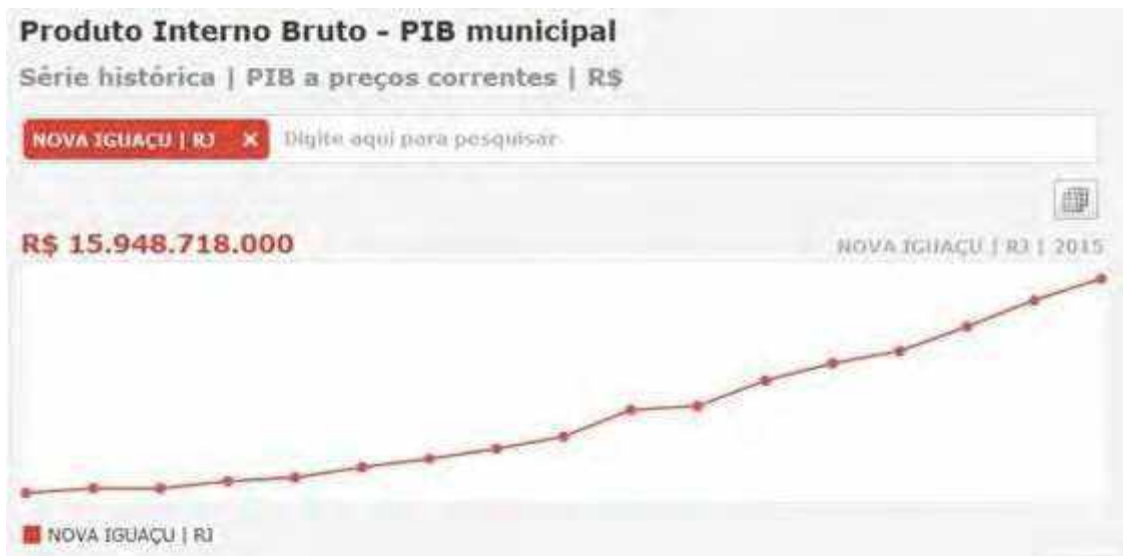 Produto Interno Bruto - PIB municipal
Série histórica | PIB a preços correntes | R$
NOVA IGUAÇU | RJ × Digite aqui para pesquisar
R$ 15.948.718.000
NOVA IGUAÇU | RJ | 2015
NOVA IGUAÇU | RJ